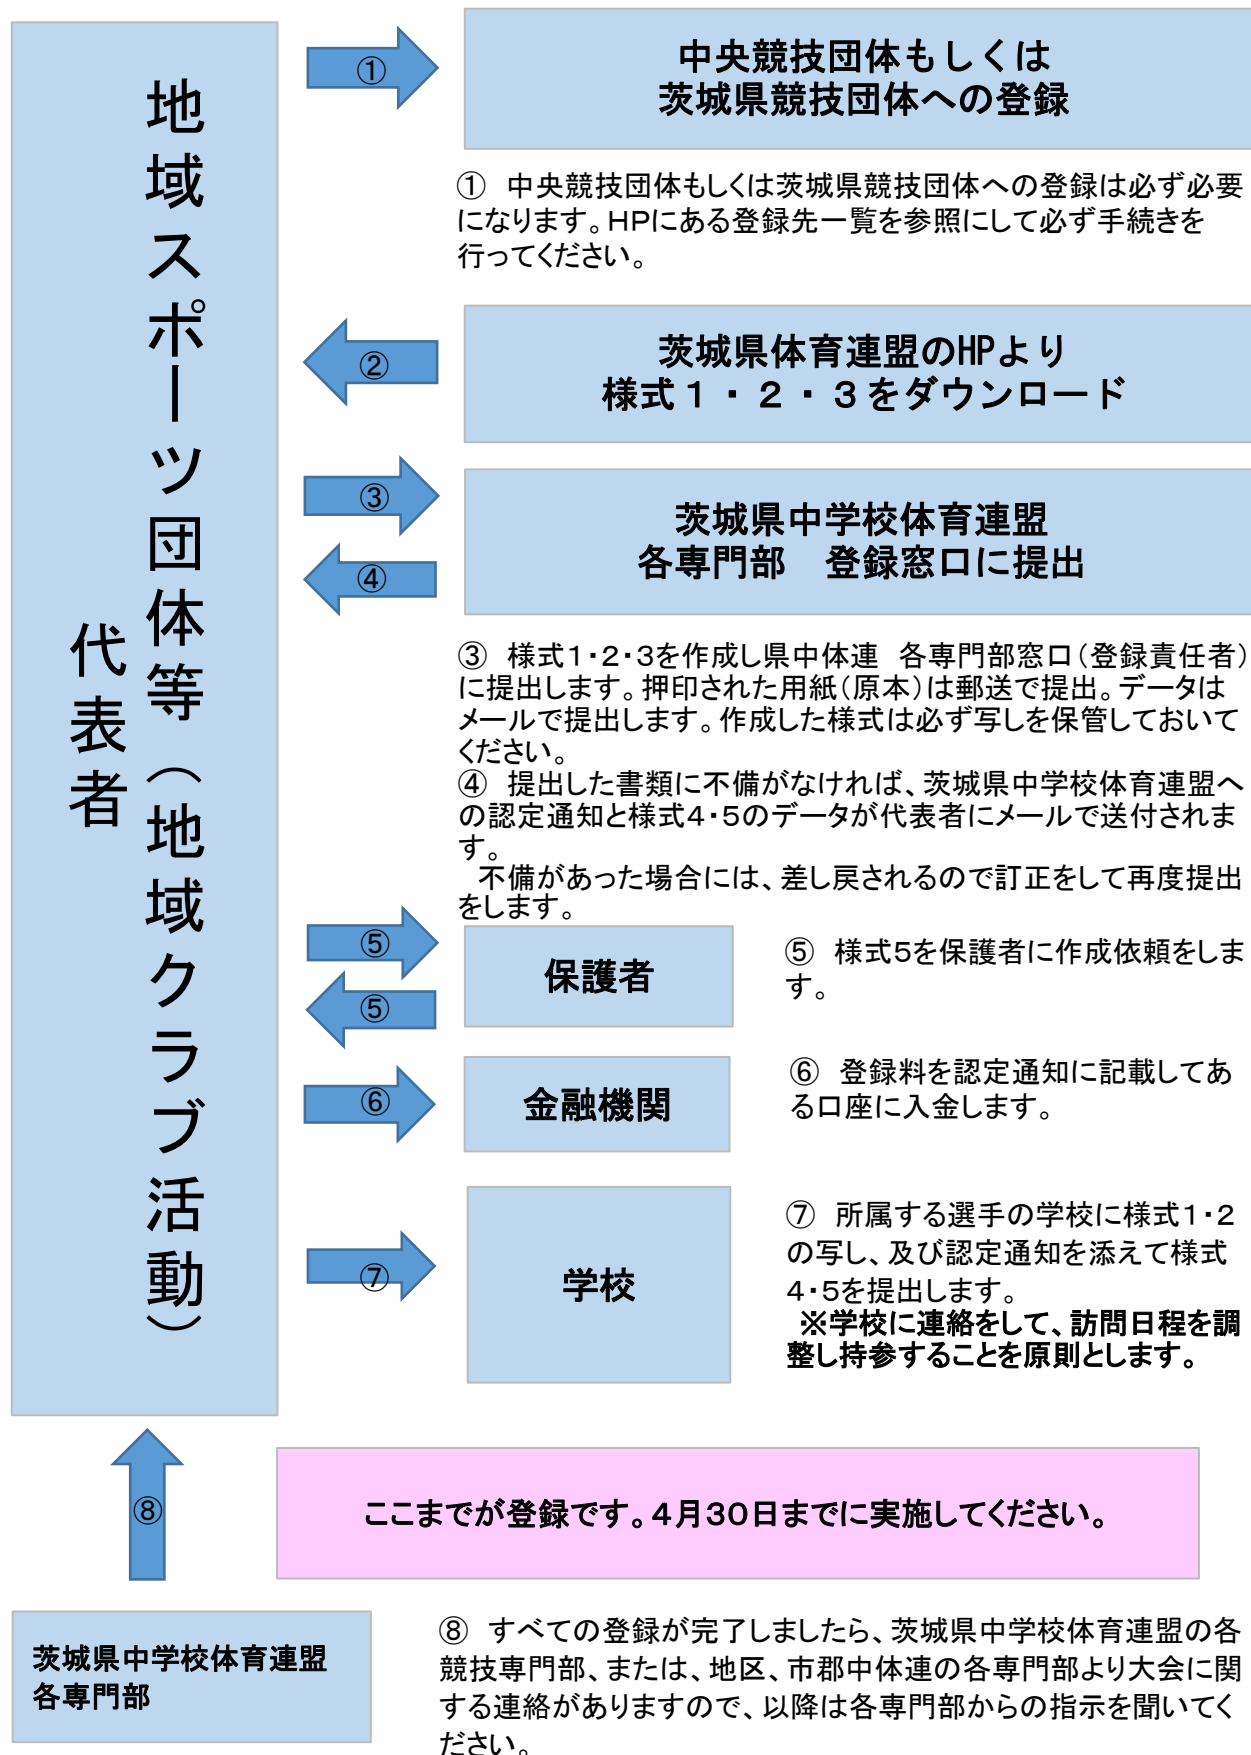 地域スポーツ団体等（地域クラブ活動）
代表者
①
中央競技団体もしくは
茨城県競技団体への登録
①　中央競技団体もしくは茨城県競技団体への登録は必ず必要
になります。HPにある登録先一覧を参照にして必ず手続きを
行ってください。
②
茨城県体育連盟のHPより
様式１・２・３をダウンロード
③
④
茨城県中学校体育連盟
各専門部　登録窓口に提出
③　様式1・2・3を作成し県中体連　各専門部窓口（登録責任者）
に提出します。押印された用紙（原本）は郵送で提出。データは
メールで提出します。作成した様式は必ず写しを保管しておいて
ください。
④　提出した書類に不備がなければ、茨城県中学校体育連盟へ
の認定通知と様式4・5のデータが代表者にメールで送付されま
す。
　不備があった場合には、差し戻されるので訂正をして再度提出
をします。
⑤
⑤
保護者
⑤　様式5を保護者に作成依頼をしま
す。
⑥
金融機関
⑥　登録料を認定通知に記載してあ
る口座に入金します。
⑦
学校
⑦　所属する選手の学校に様式1・2
の写し、及び認定通知を添えて様式
4・5を提出します。
　※学校に連絡をして、訪問日程を調
整し持参することを原則とします。
⑧
ここまでが登録です。４月３０日までに実施してください。
茨城県中学校体育連盟
各専門部
⑧　すべての登録が完了しましたら、茨城県中学校体育連盟の各
競技専門部、または、地区、市郡中体連の各専門部より大会に関
する連絡がありますので、以降は各専門部からの指示を聞いてく
ださい。